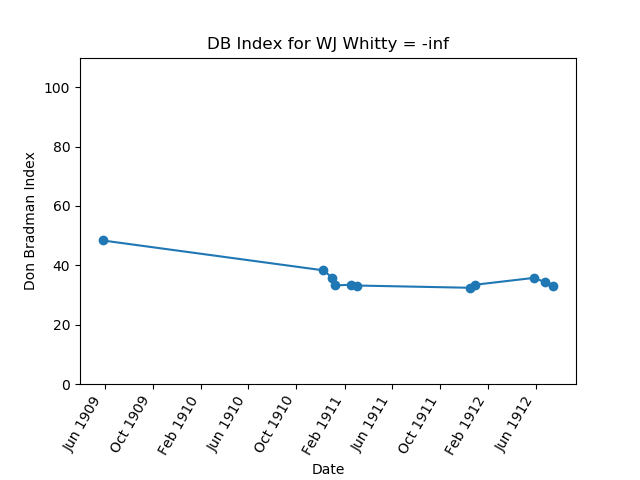 DB Index for WJ Whitty = -inf
100
80
60
40
20
0
Don Bradman Index
Jun 1909
Oct 1909
Feb 1910
Jun 1910
Oct 1910
Feb 1911
Jun 1911
Oct 1911
Feb 1912
Jun 1912
Date